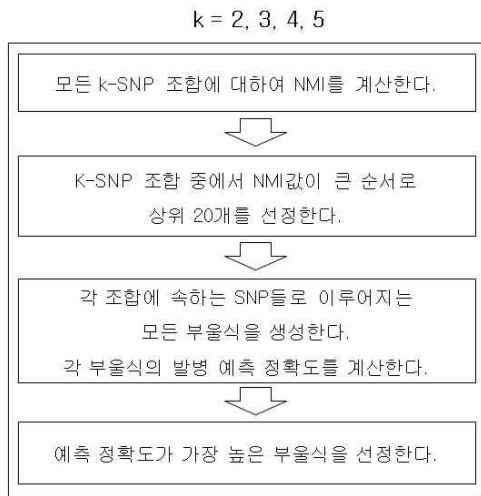 k = 2, 3, 4, 5
모든 k-SNP 조합에 대하여 NMI를 계산한다.
K-SNP 조합 중에서 NMI값이 큰 순서로
상위 20개를 선정한다.
각 조합에 속하는 SNP들로 이루어지는
모든 부울식을 생성한다.
각 부울식의 발병 예측 정확도를 계산한다.
예측 정확도가 가장 높은 부울식을 선정한다.